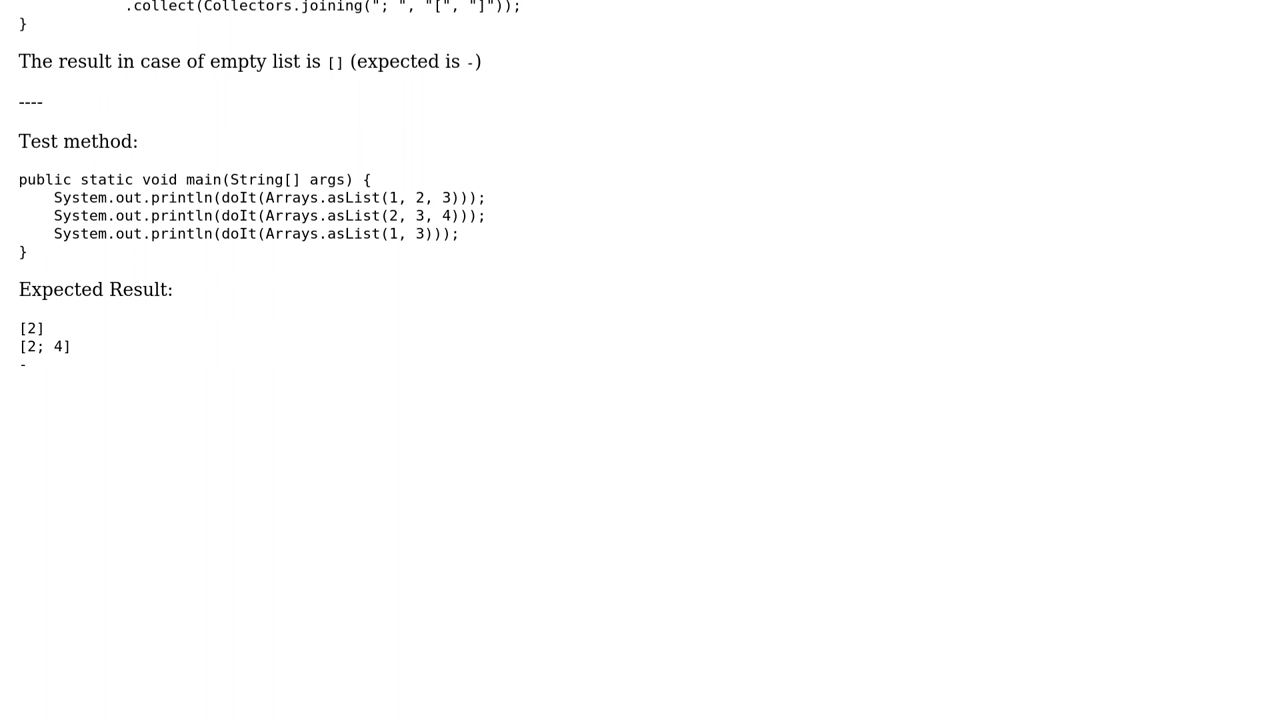 .collect(Collectors.joining("; ", "[", "]"));
}
The result in case of empty list is [] (expected is -)
----
Test method:
public static void main(String[] args) {
    System.out.println(doIt(Arrays.asList(1, 2, 3)));
    System.out.println(doIt(Arrays.asList(2, 3, 4)));
    System.out.println(doIt(Arrays.asList(1, 3)));
}
Expected Result:
[2]
[2; 4]
-